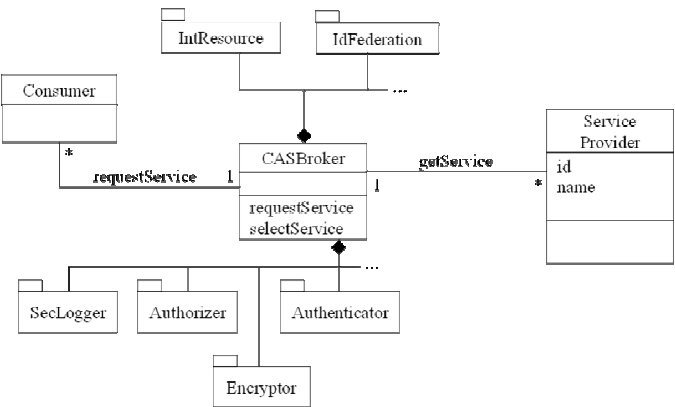 IntResource
IdFederation
...
Consumer
*
requestService
1
CASBroker
requestService
selectService
getService
1
*
Service
Provider
id
name
...
SecLogger
Authorizer
Authenticator
Encryptor